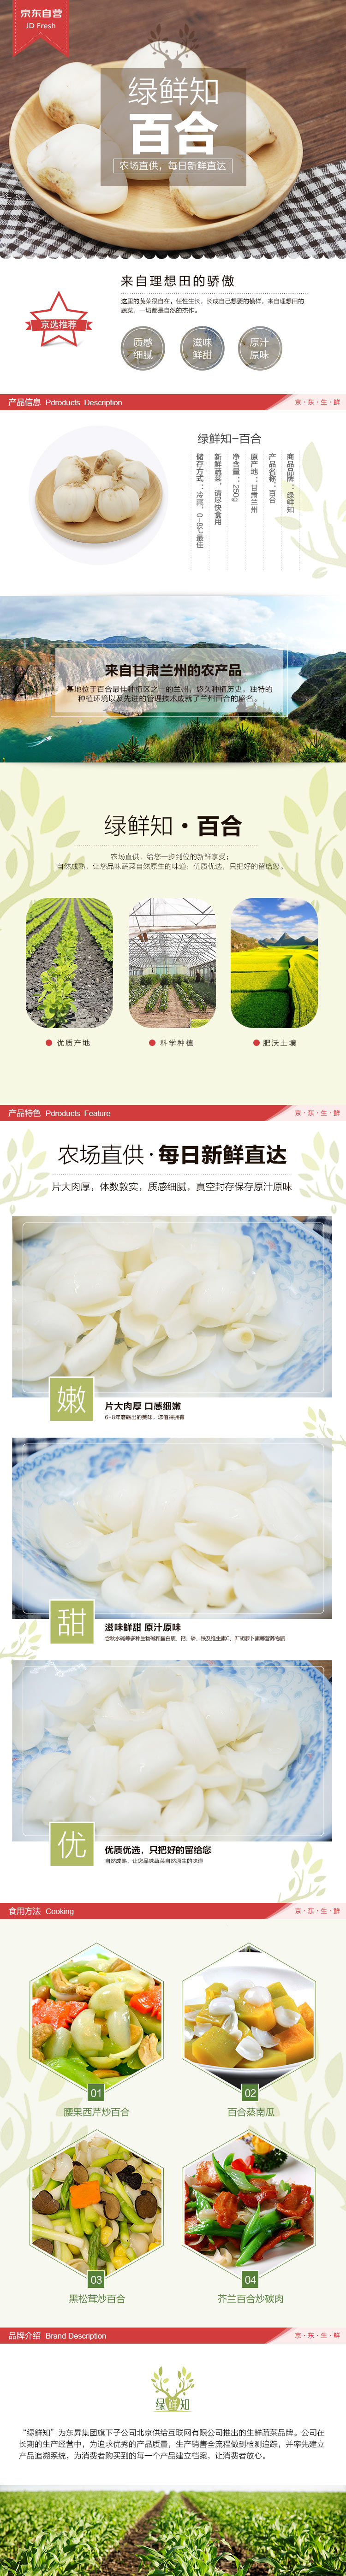 京东自营
JD Fresh
绿鲜知
百合
农场直供，每日新鲜直达
来自理想田的骄傲
这里的蔬菜很自在，任性生长，长成自己想要的模样，来自理想田的
蔬菜，一切都是自然的杰作。
京选推荐
质感
细腻
滋味
鲜甜
原汁
原味
产品信息 Pdroducts Description
京·东·生·鲜
绿鲜知-百合
商品品牌：绿鲜知
产品名称：百合
原产地：甘肃兰州
净含量：250g
新鲜蔬菜，请尽快食用
储存方式：冷藏，0-8℃最佳
来自甘肃兰州的农产品
基地位于百合最佳种植区之一的兰州，悠久种植历史，独特的
种植环境以及先进的管理技术成就了兰州百合的原名。
绿鲜知·百合
农场直供，给您一步到位的新鲜享受；
自然成熟、让您品味蔬菜自然原生的味道；优质优选，只把好的留给您。
优质产地
科学种植
肥沃土壤
产品特色 Pdroducts Feature
京·东·生·鲜
农场直供·每日新鲜直达
片大肉厚，体数敦实，质感细腻，真空封存保存原汁原味
嫩
片大肉厚 口感细嫩
6-9年磨砺出的美味，您值得拥有
甜
滋味鲜甜 原汁原味
含秋水碱等多种生物碱和蛋白质、钙、磷、铁及维生素C、β˙胡萝卜素等营养物质
优
优质优选，只把好的留给您
自然成熟、让您品味蔬菜自然原生的味道
食用方法 Cooking
京·东·生·鲜
01
腰果西芹炒百合
02
百合蒸南瓜
03
黑松茸炒百合
04
芥兰百合炒碳肉
品牌介绍 Brand Description
京·东·生·鲜
绿鲜知
“绿鲜知”为东昇集团旗下子公司北京供给互联网有限公司推出的生鲜蔬菜品牌。公司在
长期的生产经营中，为追求优秀的产品质量，生产销售全流程做到检测追踪，并率先建立
产品追溯系统，为消费者购买到的每一个产品建立档案，让消费者放心。